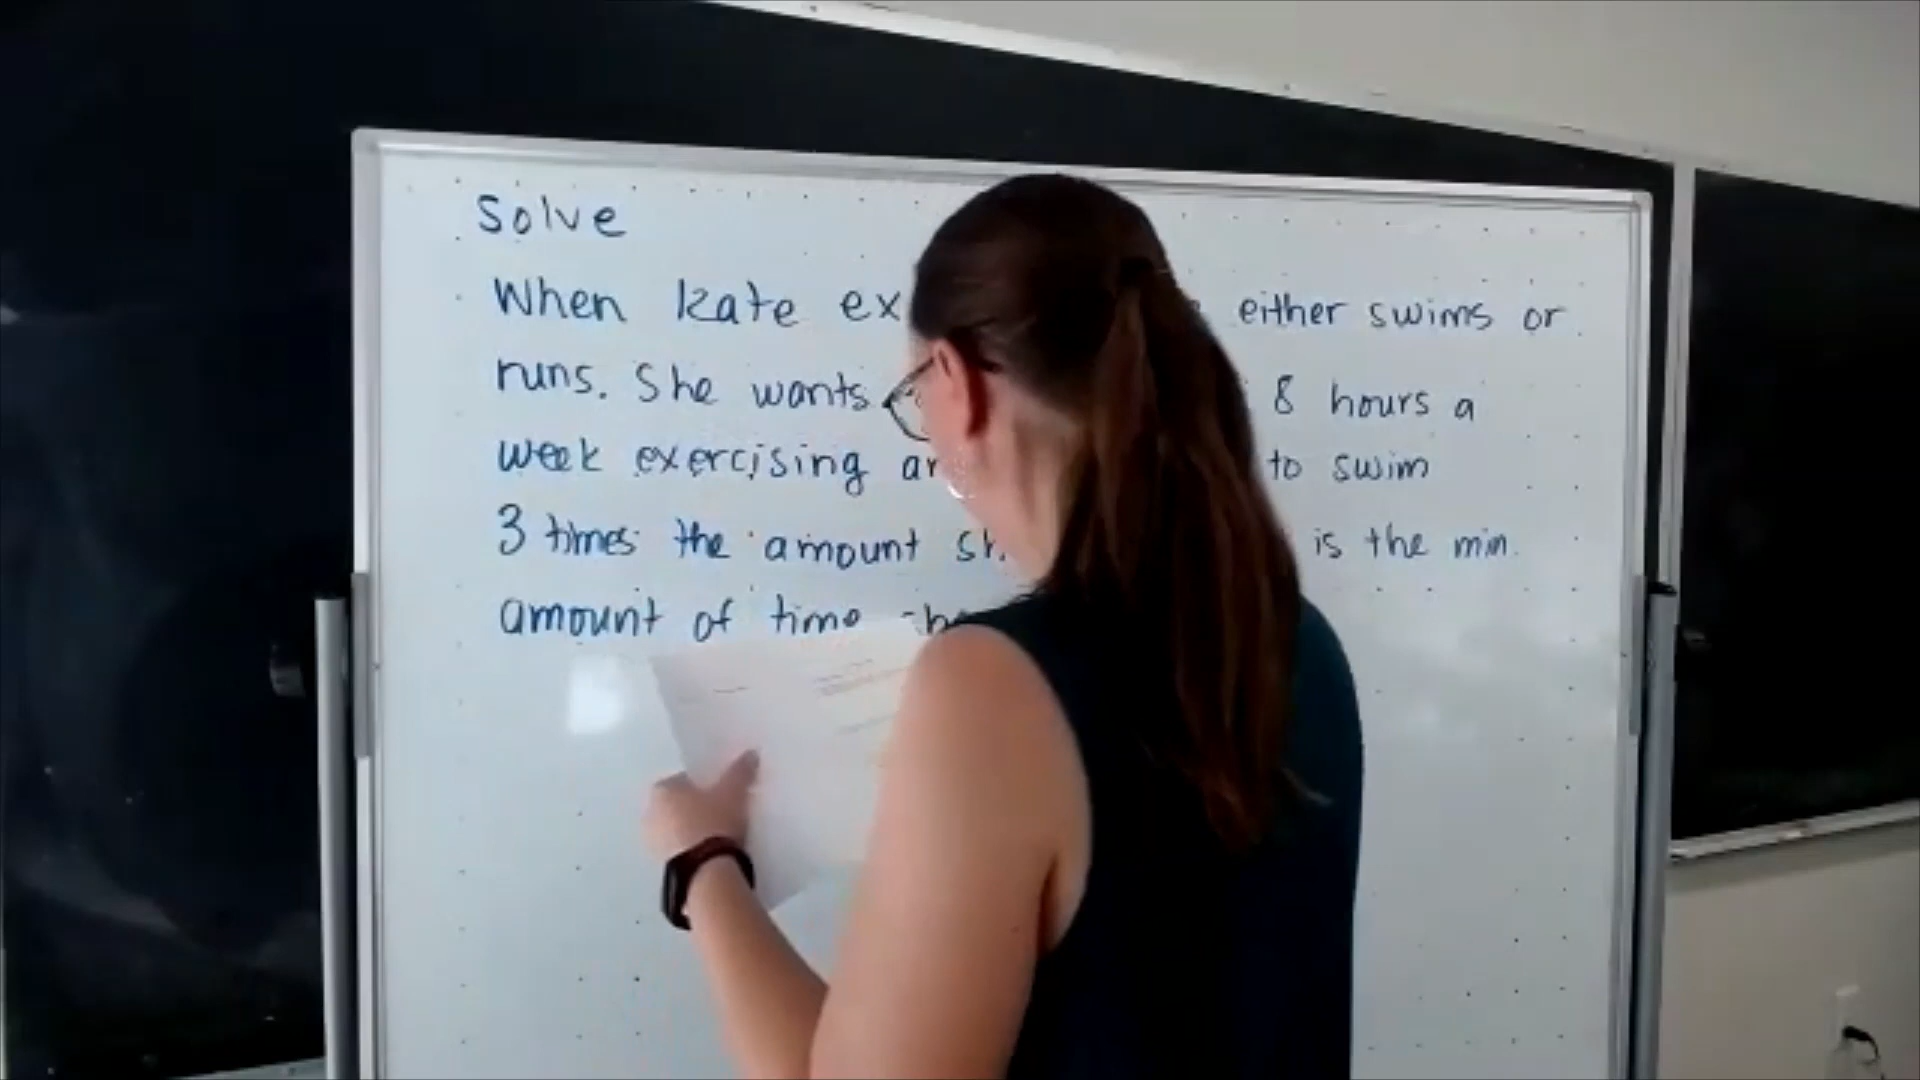 Solve
When Kate ex either swims or
runs. She wants 8 hours a
week exercising to swim
3 times the amount is the min.
amount of time